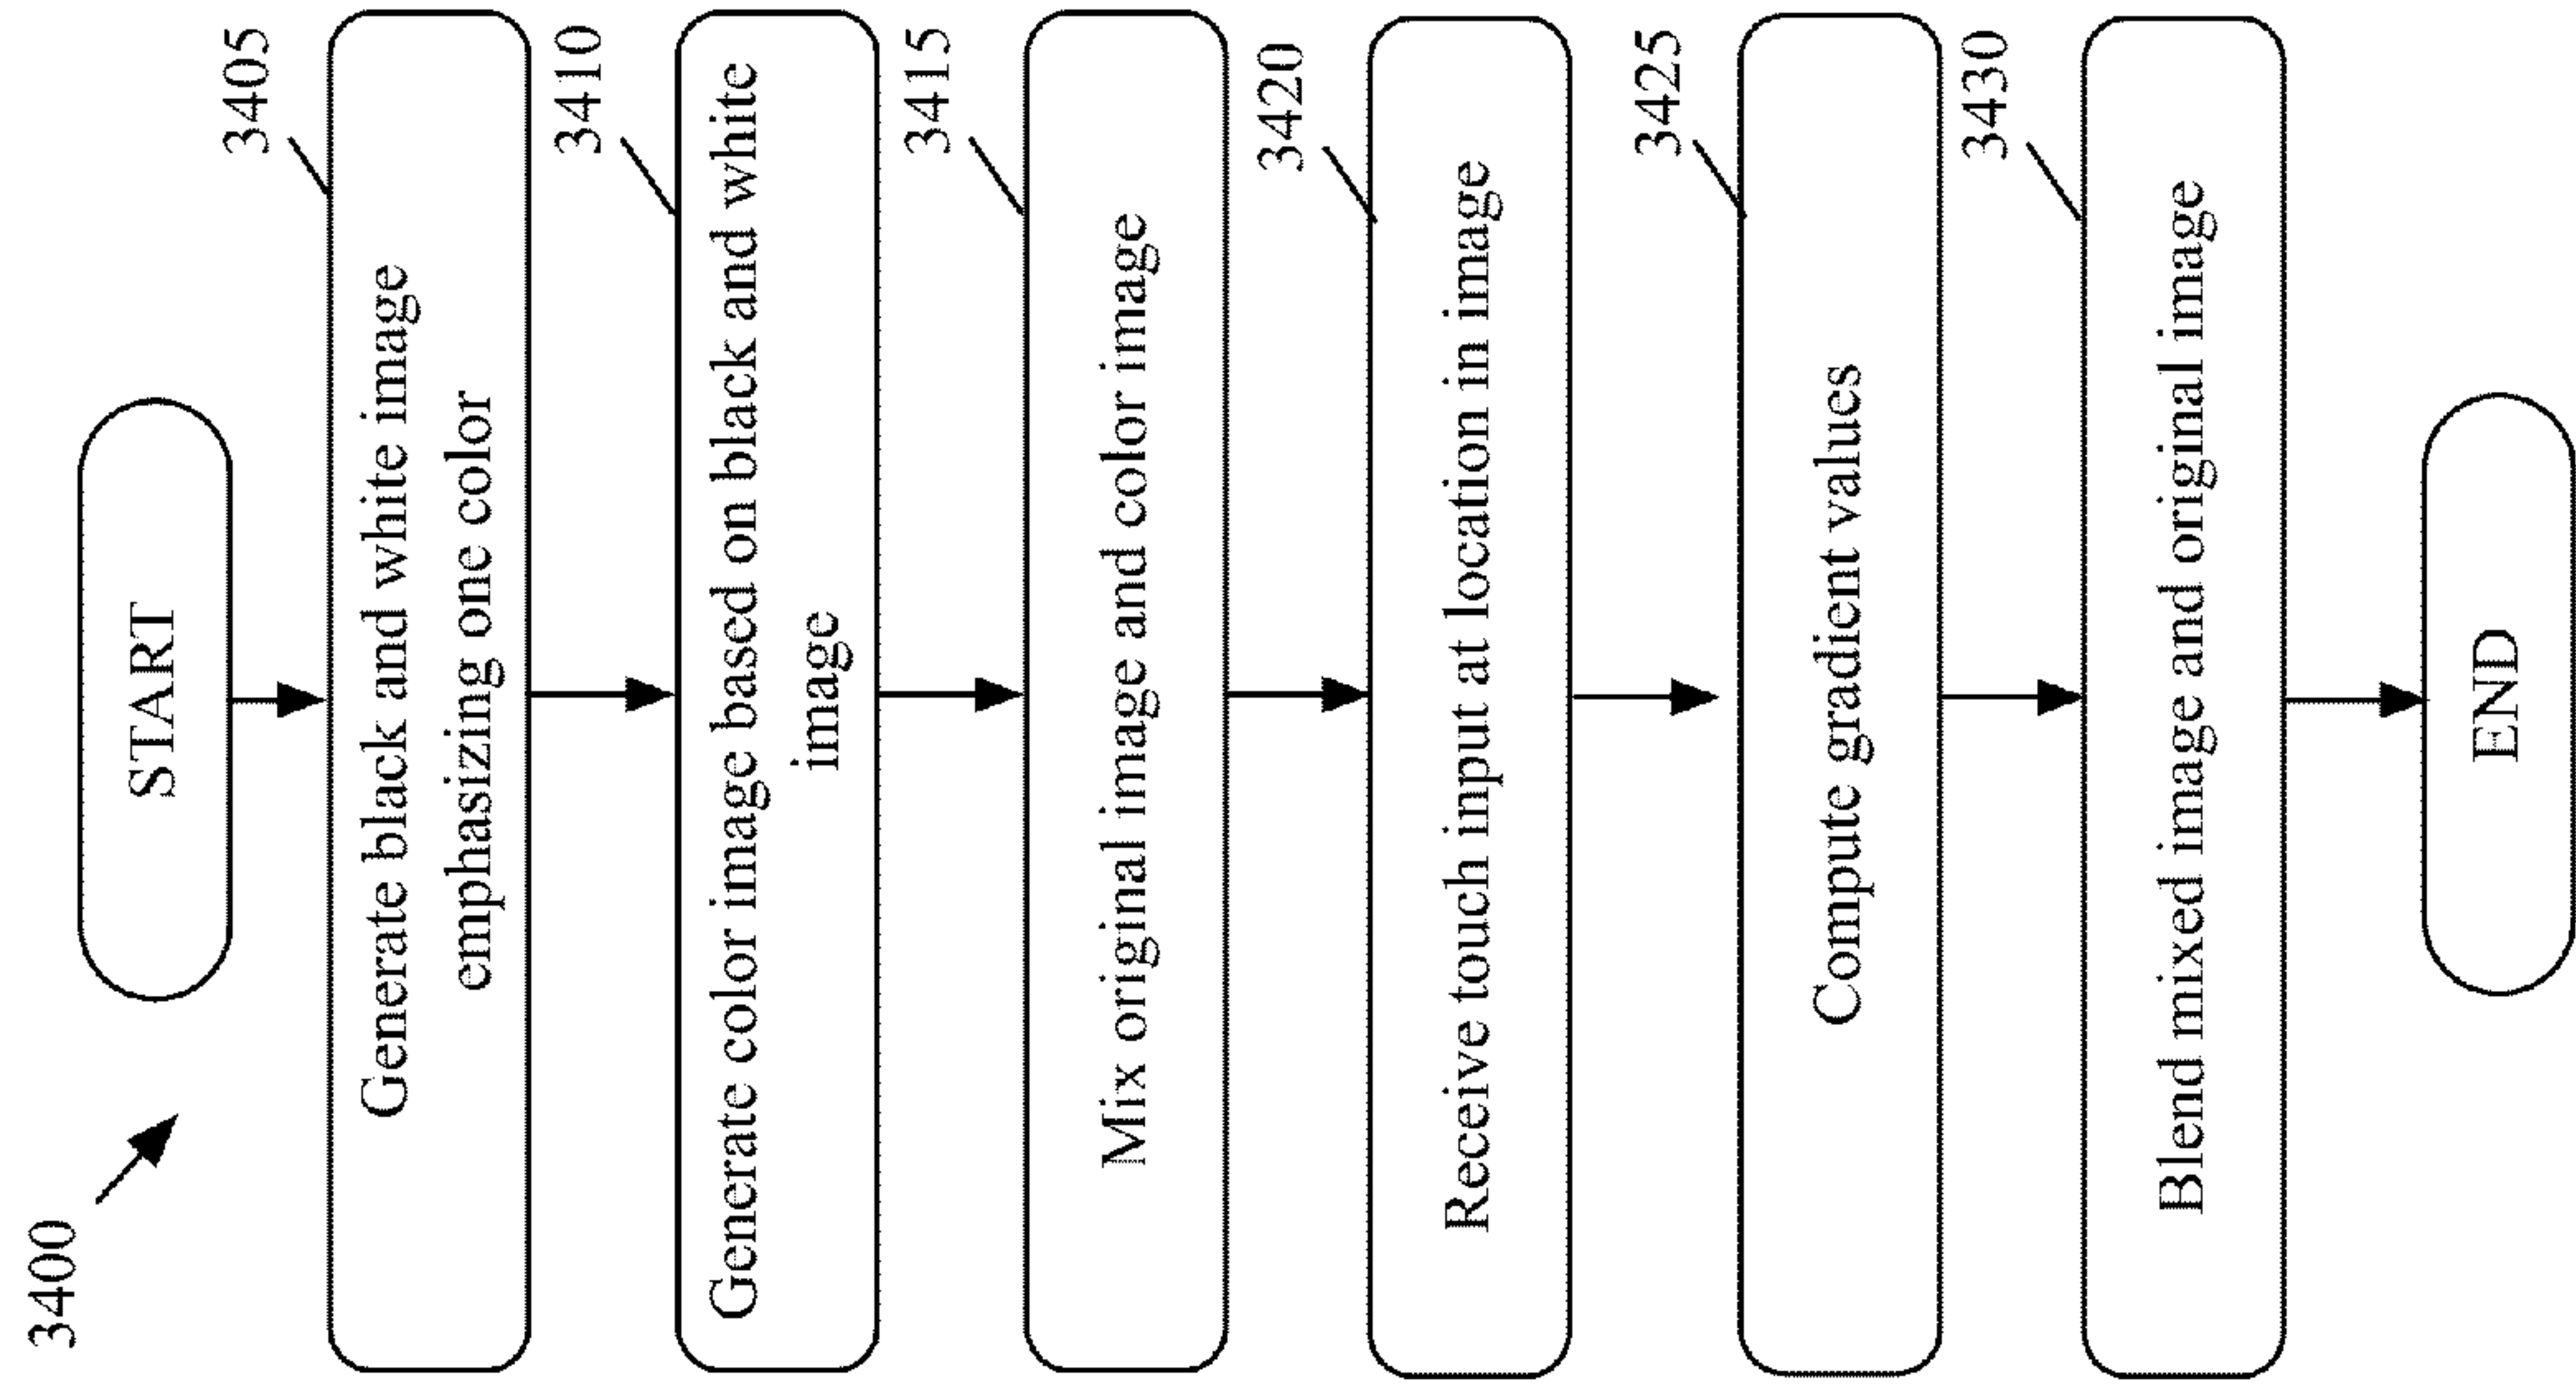 3400
START
3405
Generate black and white image
emphasizing one color
3410
Generate color image based on black and white
image
3415
Mix original image and color image
3420
Receive touch input at location in image
3425
Compute gradient values
3430
Blend mixed image and original image
END